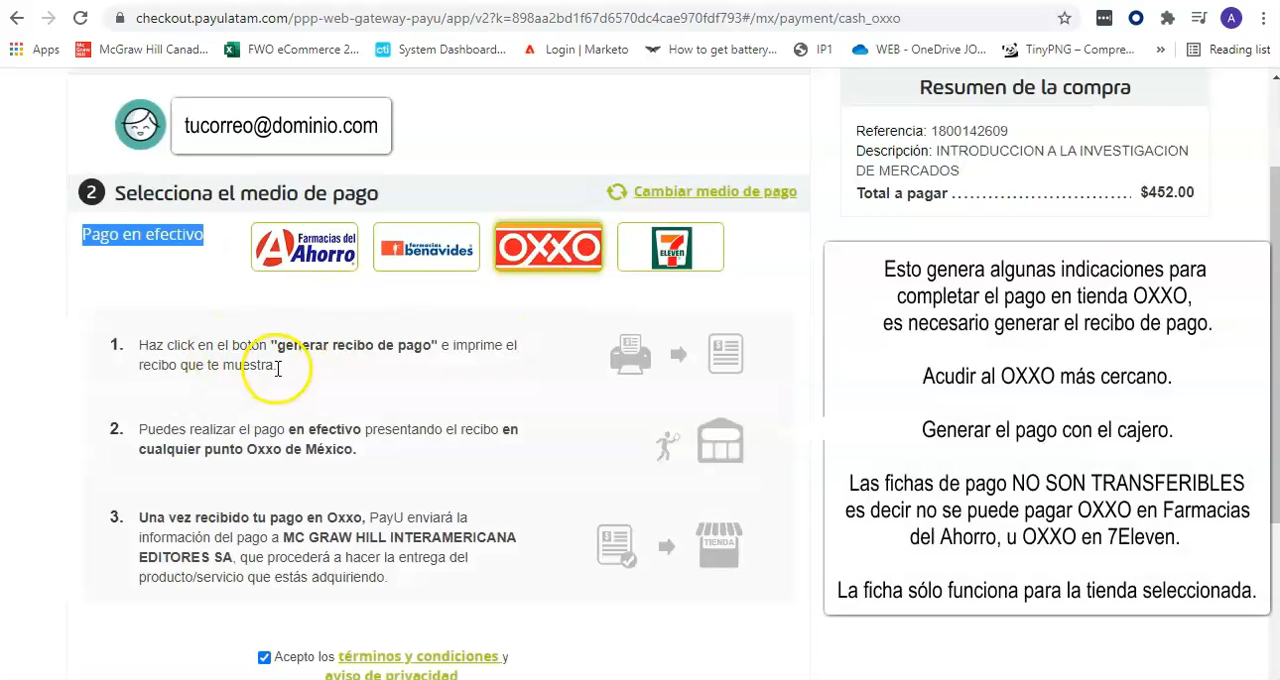 checkout.payulatam.com/ppp-web-gateway-payu/app/v2?k=898aa2bd1f67d6570dc4cae970fdf793#/mx/payment/cash_oxxo
A
Apps
McGraw Hill Canad...
FWO eCommerce 2...
cti System Dashboard...
Login | Marketo
How to get battery...
IP1
WEB - OneDrive JO...
TinyPNG – Compre...
»
Reading list
tucorreo@dominio.com
2 Selecciona el medio de pago
Cambiar medio de pago
Pago en efectivo
Farmacias del
Ahorro
farmacias
benavides
OXXO
7
ELEVEN
1. Haz click en el botón "generar recibo de pago" e imprime el
recibo que te muestra.
2. Puedes realizar el pago en efectivo presentando el recibo en
cualquier punto Oxxo de México.
3. Una vez recibido tu pago en Oxxo, PayU enviará la
información del pago a MC GRAW HILL INTERAMERICANA
EDITORES SA, que procederá a hacer la entrega del
producto/servicio que estás adquiriendo.
TIENDA
Acepto los términos y condiciones y
aviso de privacidad
Resumen de la compra
Referencia: 1800142609
Descripción: INTRODUCCION A LA INVESTIGACION
DE MERCADOS
Total a pagar ............................... $452.00
Esto genera algunas indicaciones para
completar el pago en tienda OXXO,
es necesario generar el recibo de pago.
Acudir al OXXO más cercano.
Generar el pago con el cajero.
Las fichas de pago NO SON TRANSFERIBLES
es decir no se puede pagar OXXO en Farmacias
del Ahorro, u OXXO en 7Eleven.
La ficha sólo funciona para la tienda seleccionada.